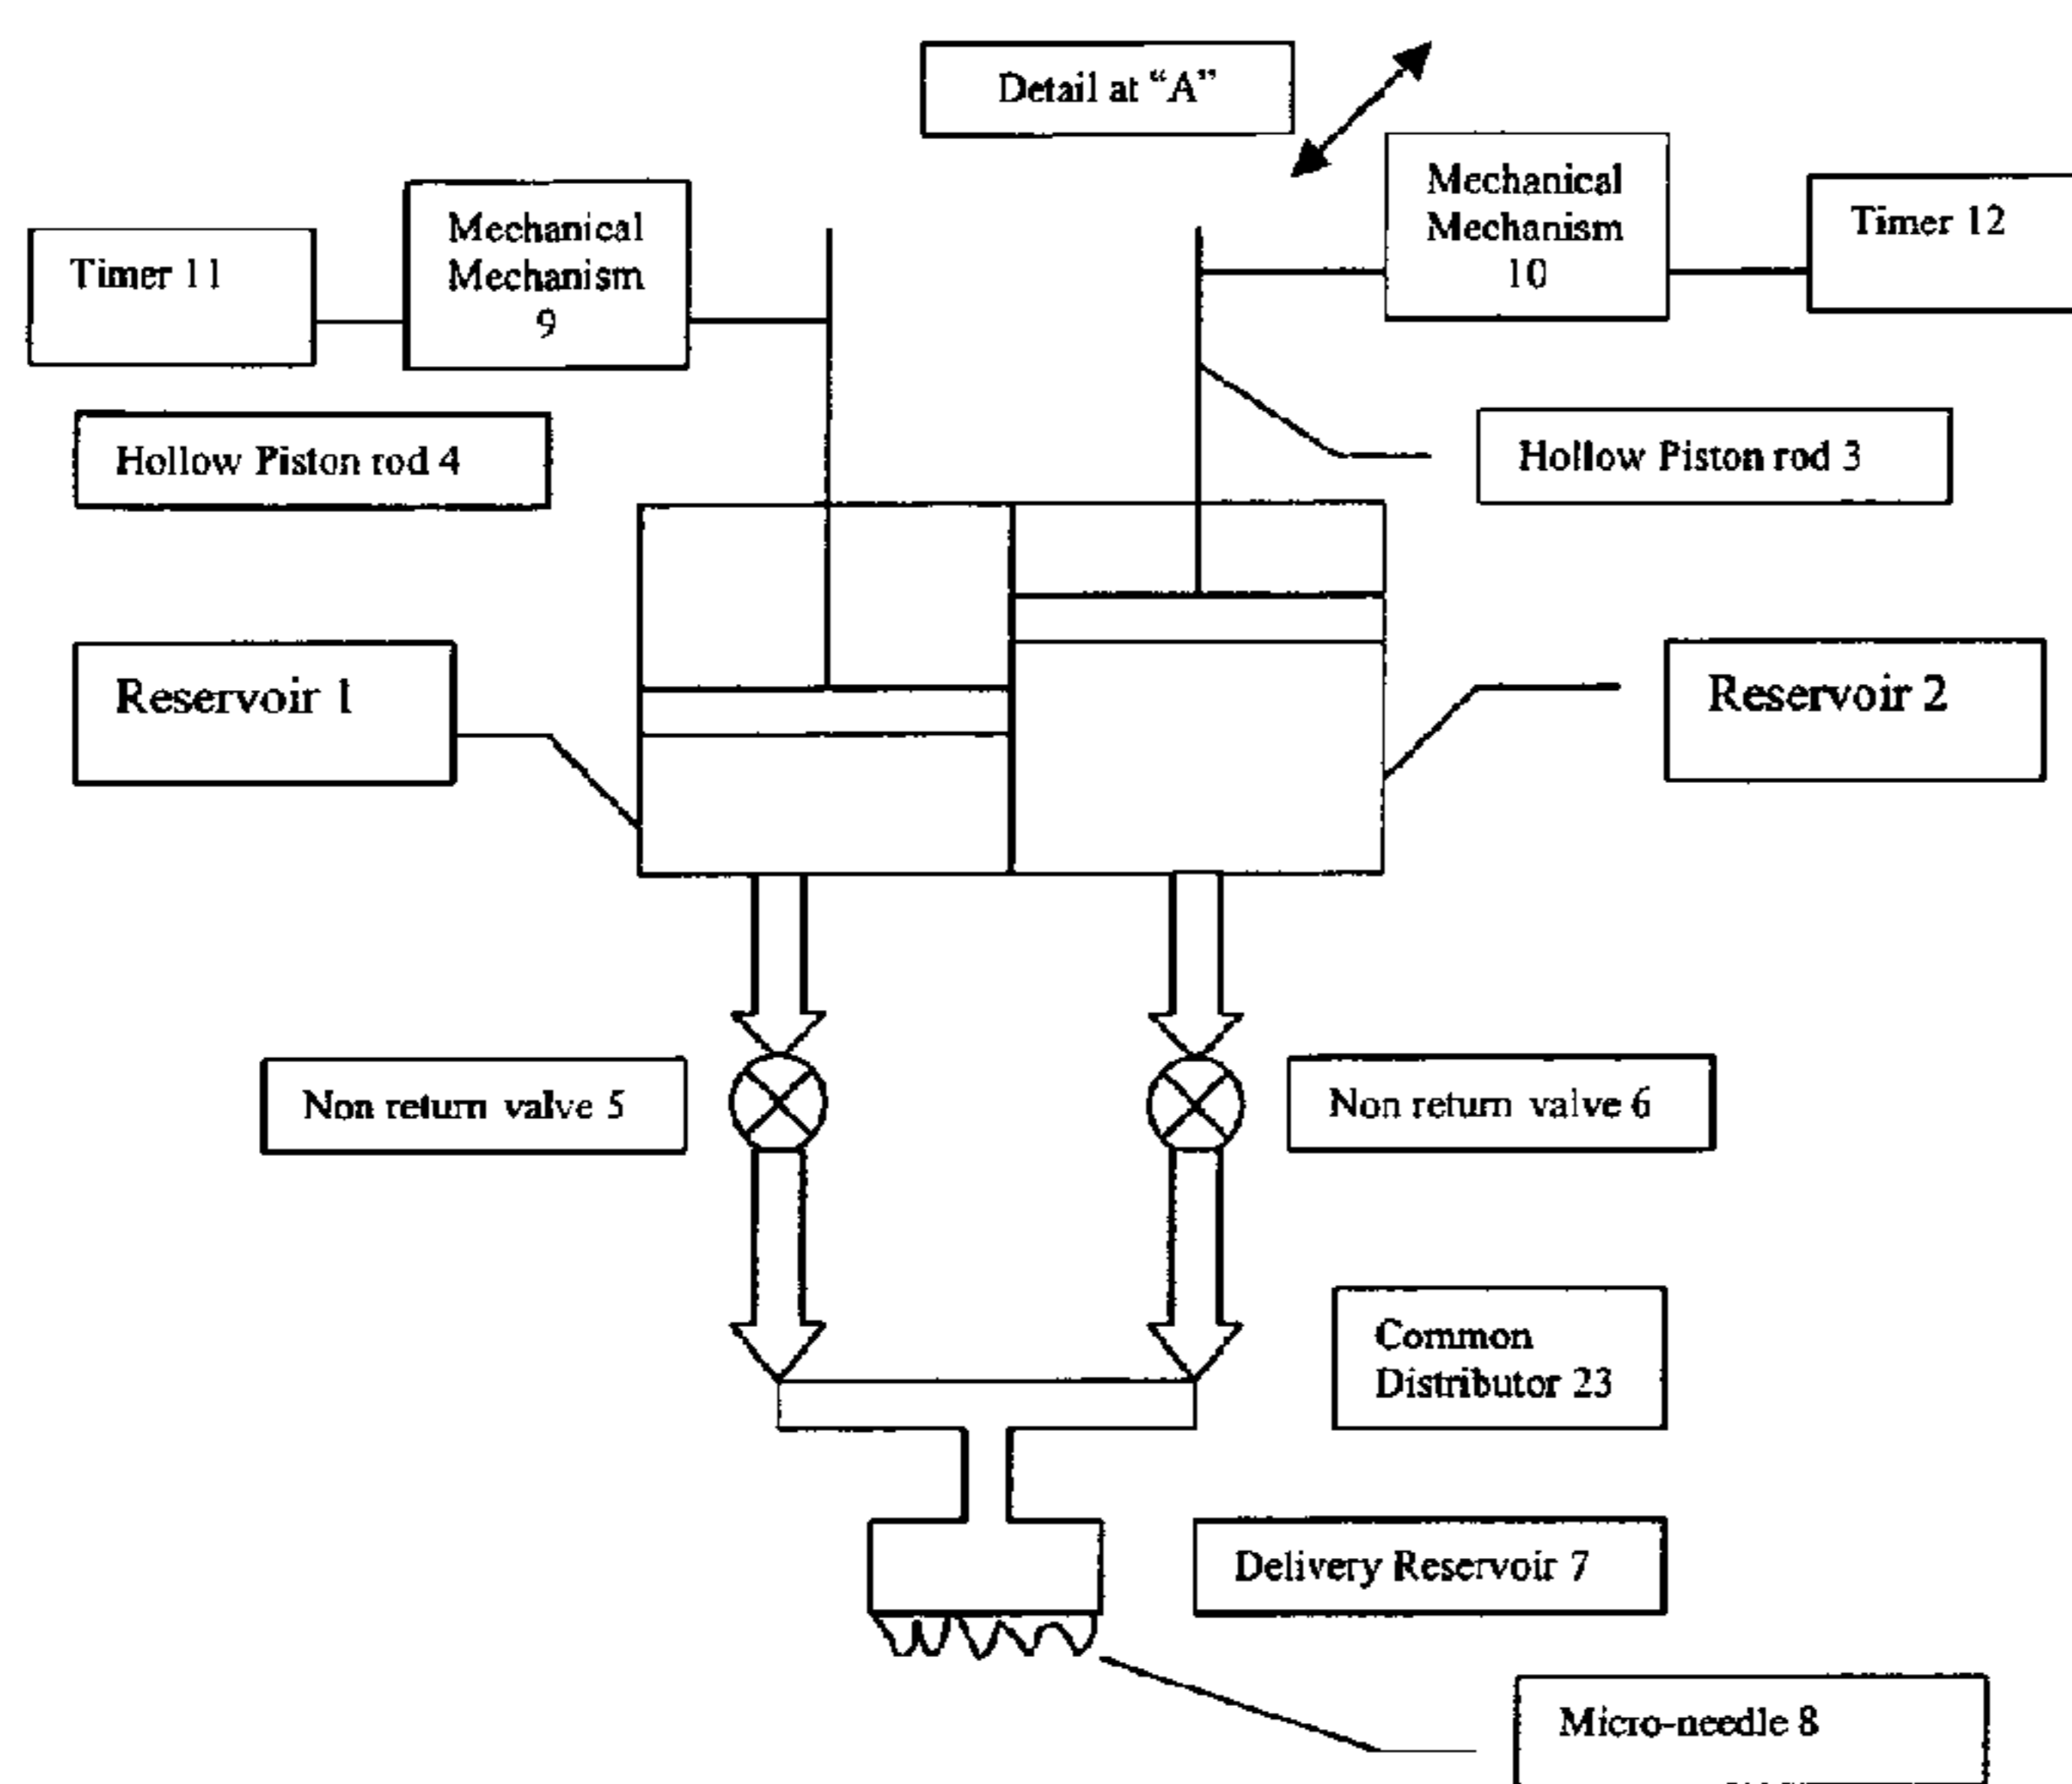 Detail at “A”
Mechanical
Mechanism
10
Timer 12
Mechanical
Mechanism
9
Timer 11
Hollow Piston rod 4
Hollow Piston rod 3
Reservoir 1
Reservoir 2
Non return valve 5
Non return valve 6
Common
Distributor 23
Delivery Reservoir 7
Micro-needle 8